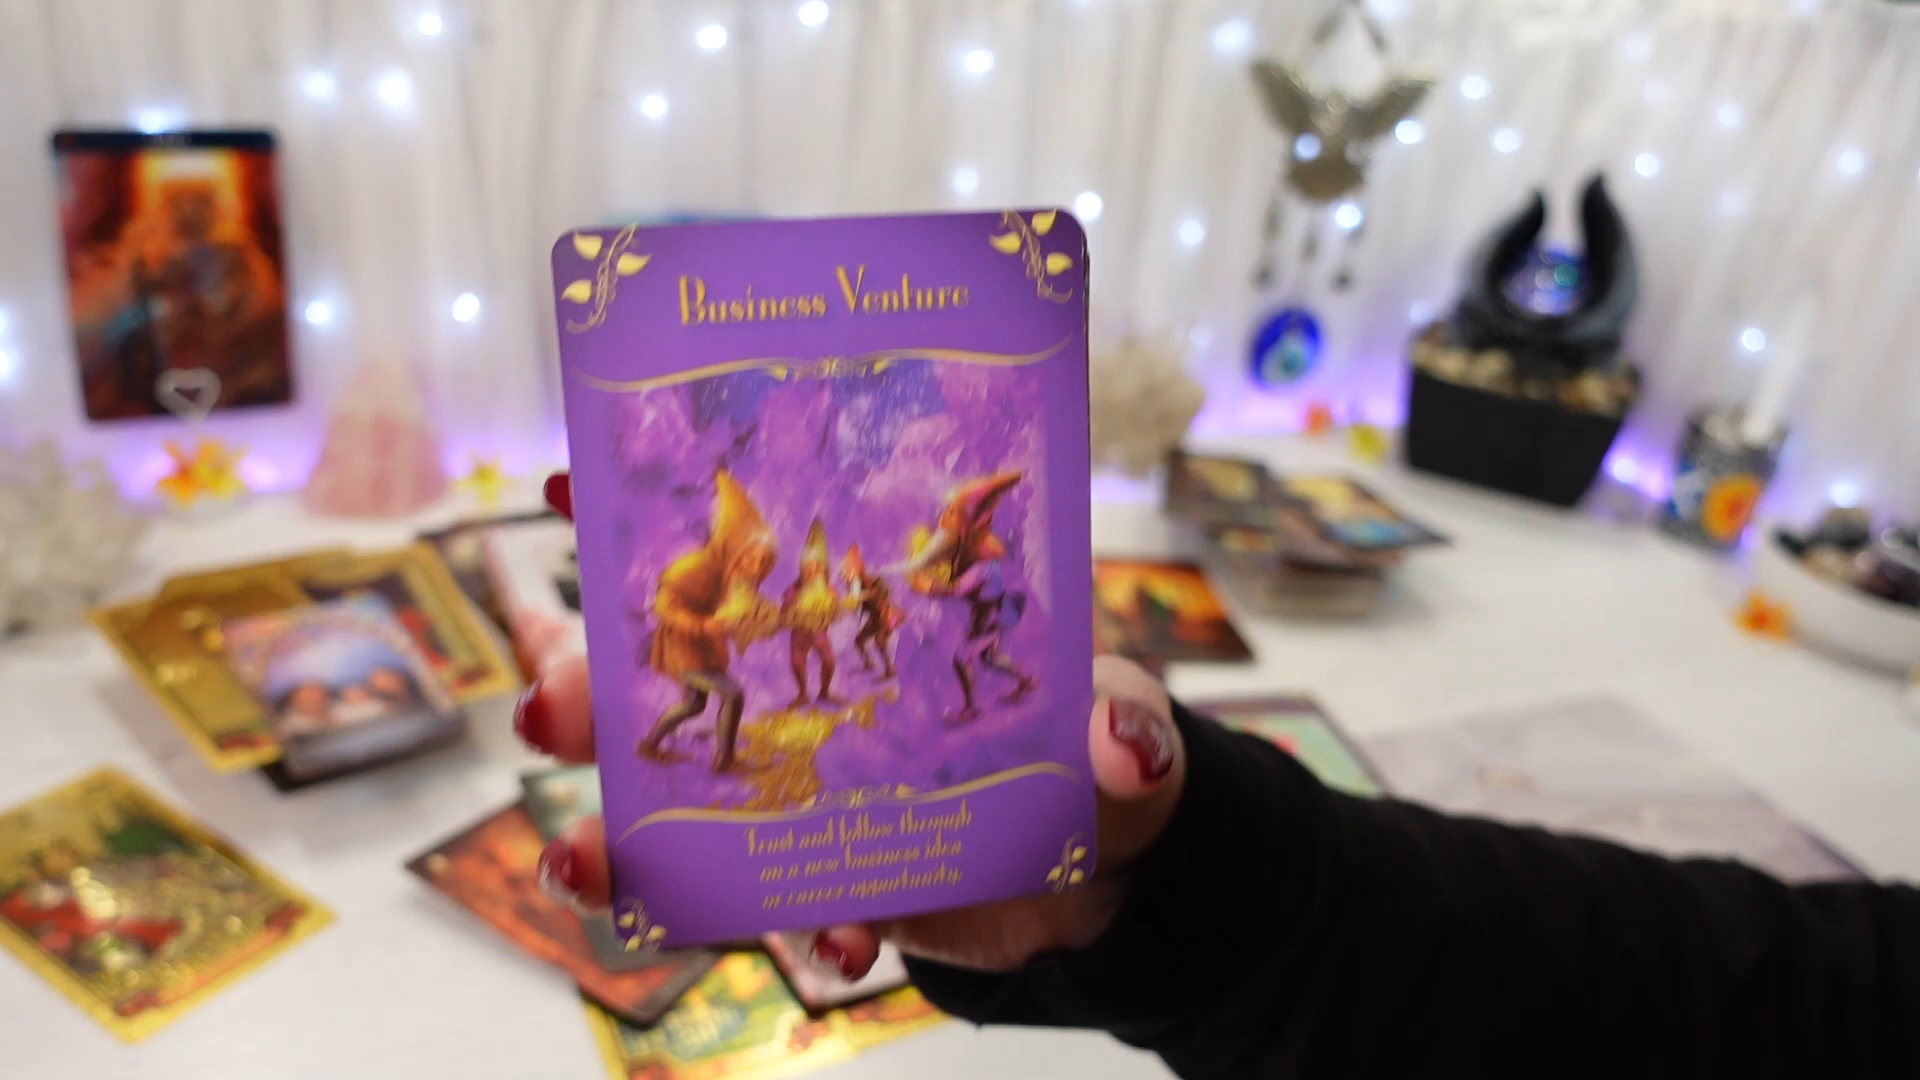 Business Venture
Trust and follow through
on a new business idea
or career opportunity.